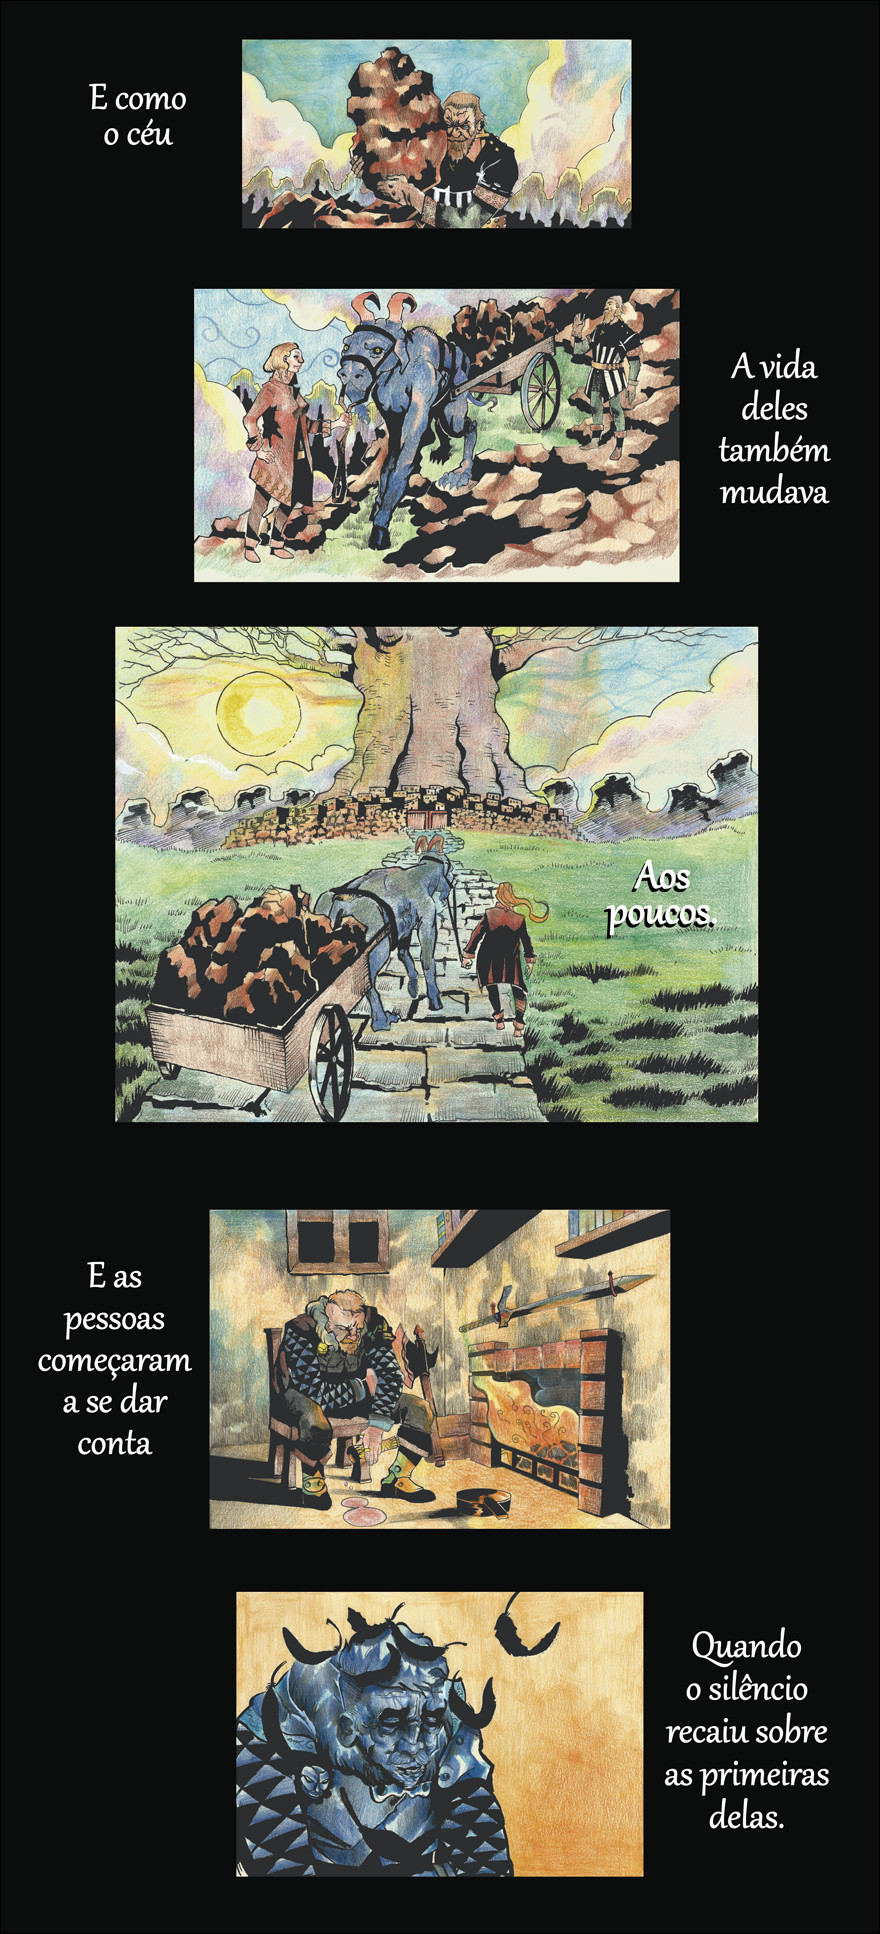 E como
o céu
A vida
deles
também
mudava
Aos
poucos.
E as
pessoas
começaram
a se dar
conta
Quando
o silêncio
recaiu sobre
as primeiras
delas.